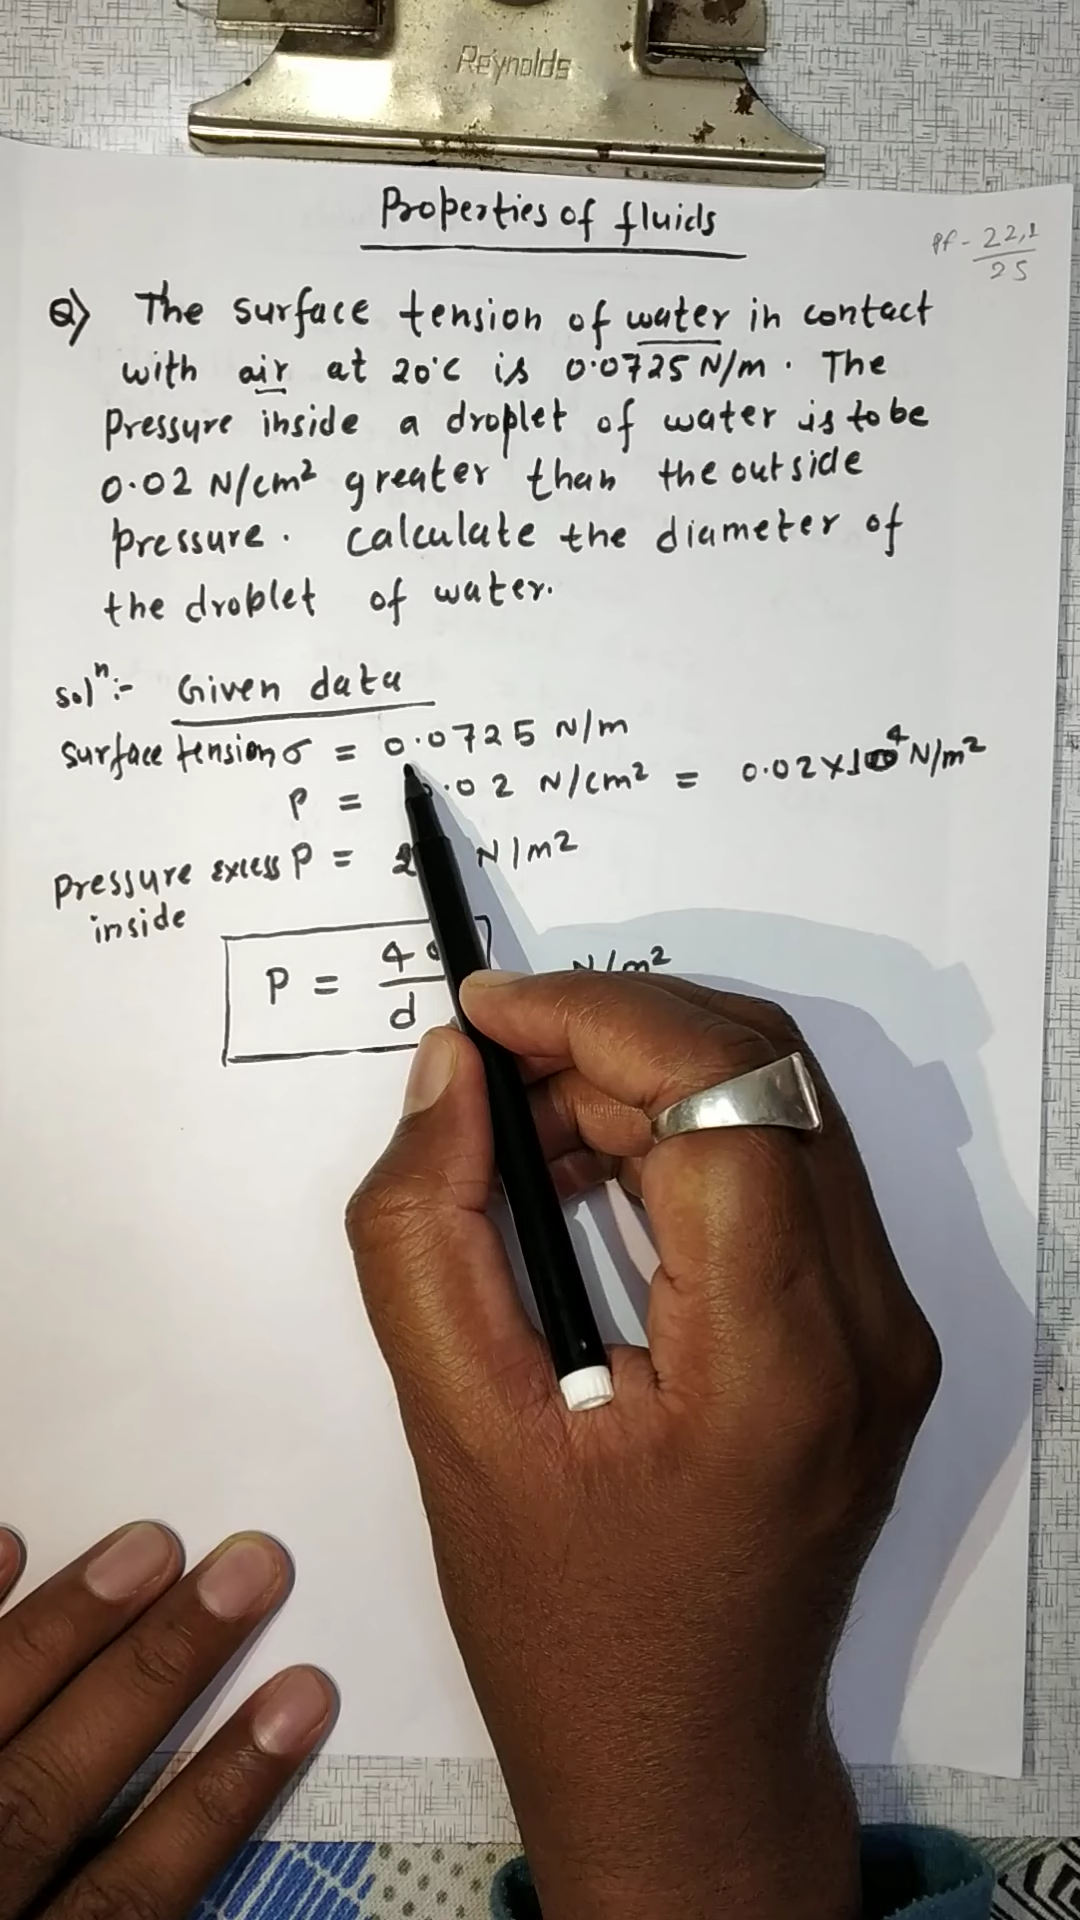 Reynolds
Properties of fluids
Pf - 22,1
25
Q) The surface tension of water in contact
with air at 20°C is 0.0725 N/m. The
Pressure inside a droplet of water is to be
0.02 N/cm² greater than the outside
pressure. Calculate the diameter of
the droplet of water.
Solⁿ:- Given data
Surface tension σ = 0.0725 N/m
P = 0.02 N/cm² = 0.02×10⁴ N/m²
Pressure excess P = 2 N/m²
inside
P = 4σ/d N/m²